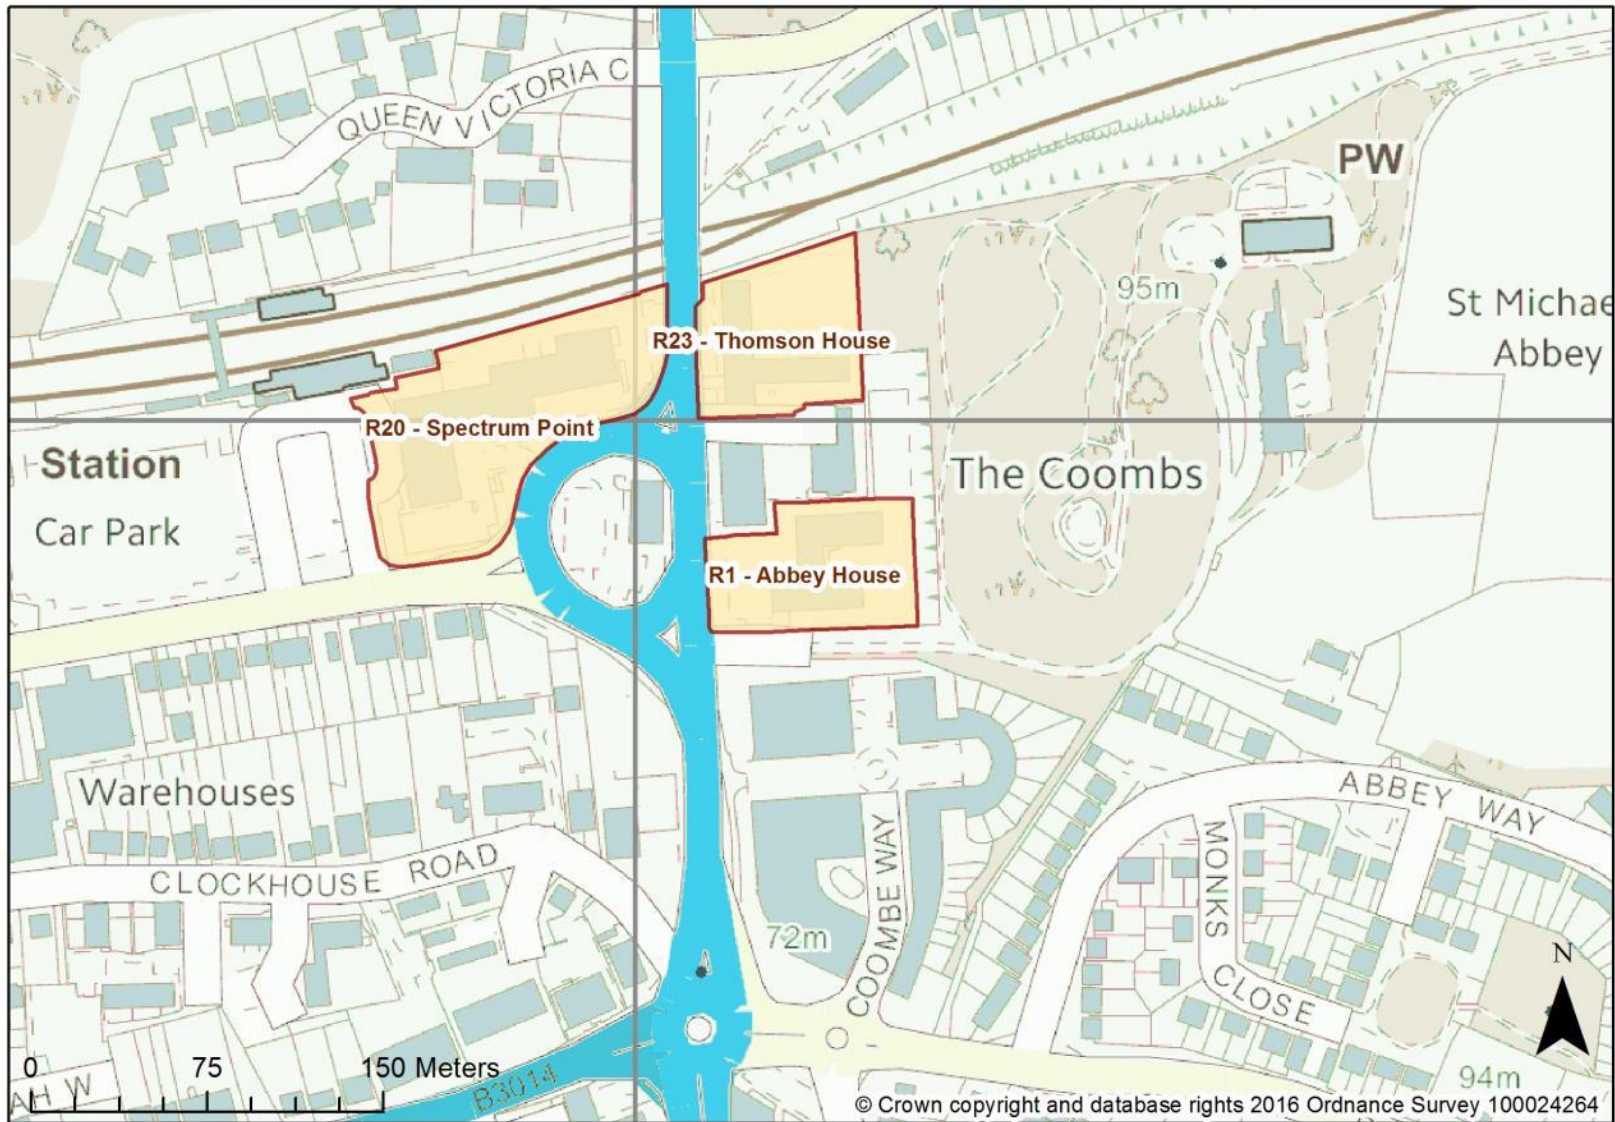 QUEEN VICTORIA C
PW
95m
St Michae
Abbey
R23 - Thomson House
R20 - Spectrum Point
Station
Car Park
The Coombs
R1 - Abbey House
Warehouses
ABBEY WAY
CLOCKHOUSE ROAD
MONKS
CLOSE
COOMBE WAY
72m
N
0 75 150 Meters
AH W
B3014
94m
© Crown copyright and database rights 2016 Ordnance Survey 100024264